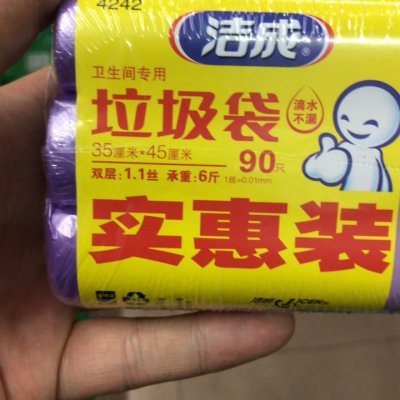 4242
洁成®
卫生间专用
垃圾袋
滴水
不漏
35厘米*45厘米
90只
双层:1.1丝 承重:6斤 1丝=0.01mm
实惠装